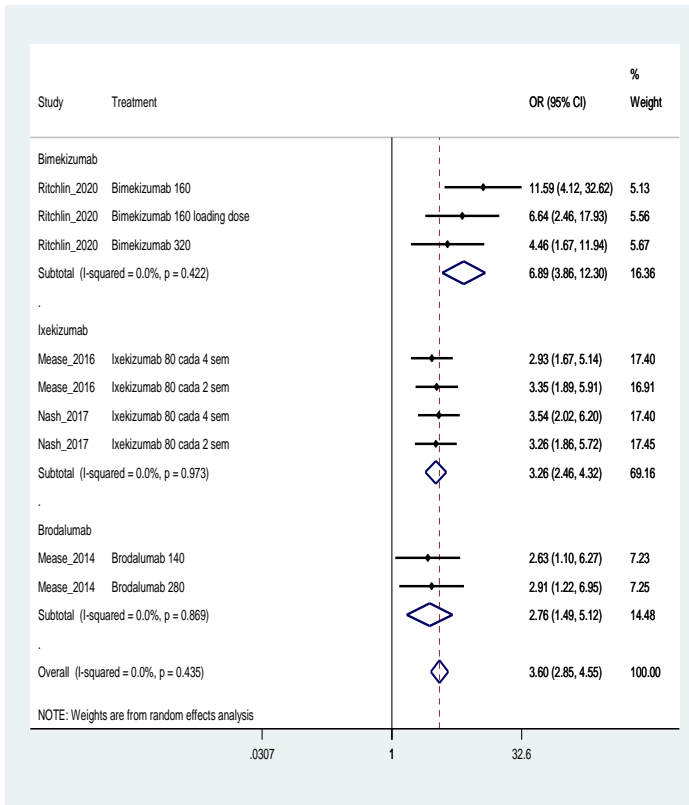 %
Study Treatment OR (95% CI) Weight
Bimekizumab
Ritchlin_2020 Bimekizumab 160 11.59 (4.12, 32.62) 5.13
Ritchlin_2020 Bimekizumab 160 loading dose 6.64 (2.46, 17.93) 5.56
Ritchlin_2020 Bimekizumab 320 4.46 (1.67, 11.94) 5.67
Subtotal (I-squared = 0.0%, p = 0.422) 6.89 (3.86, 12.30) 16.36
.
Ixekizumab
Mease_2016 Ixekizumab 80 cada 4 sem 2.93 (1.67, 5.14) 17.40
Mease_2016 Ixekizumab 80 cada 2 sem 3.35 (1.89, 5.91) 16.91
Nash_2017 Ixekizumab 80 cada 4 sem 3.54 (2.02, 6.20) 17.40
Nash_2017 Ixekizumab 80 cada 2 sem 3.26 (1.86, 5.72) 17.45
Subtotal (I-squared = 0.0%, p = 0.973) 3.26 (2.46, 4.32) 69.16
.
Brodalumab
Mease_2014 Brodalumab 140 2.63 (1.10, 6.27) 7.23
Mease_2014 Brodalumab 280 2.91 (1.22, 6.95) 7.25
Subtotal (I-squared = 0.0%, p = 0.869) 2.76 (1.49, 5.12) 14.48
.
Overall (I-squared = 0.0%, p = 0.435) 3.60 (2.85, 4.55) 100.00
NOTE: Weights are from random effects analysis
.0307 1 32.6